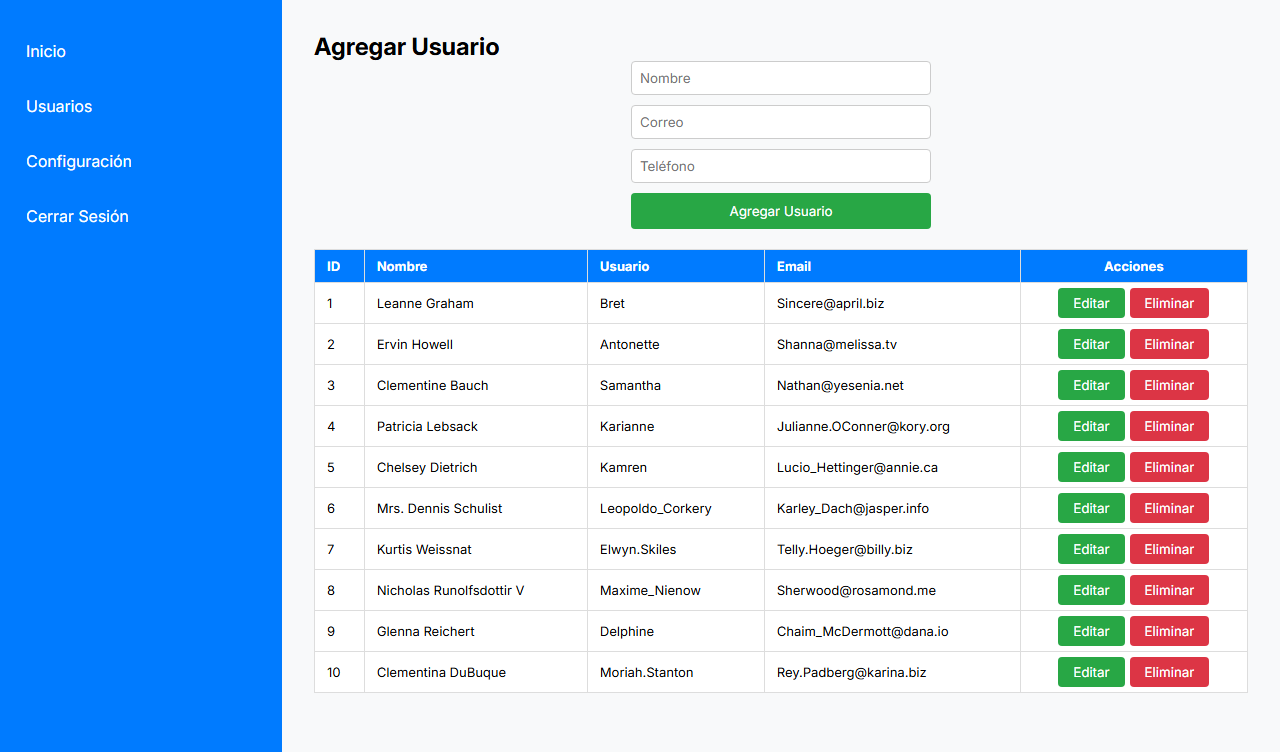 Inicio
Usuarios
Configuración
Cerrar Sesión
Agregar Usuario
Nombre
Correo
Teléfono
Agregar Usuario
ID Nombre Usuario Email Acciones
1 Leanne Graham Bret Sincere@april.biz Editar Eliminar
2 Ervin Howell Antonette Shanna@melissa.tv Editar Eliminar
3 Clementine Bauch Samantha Nathan@yesenia.net Editar Eliminar
4 Patricia Lebsack Karianne Julianne.OConner@kory.org Editar Eliminar
5 Chelsey Dietrich Kamren Lucio_Hettinger@annie.ca Editar Eliminar
6 Mrs. Dennis Schulist Leopoldo_Corkery Karley_Dach@jasper.info Editar Eliminar
7 Kurtis Weissnat Elwyn.Skiles Telly.Hoeger@billy.biz Editar Eliminar
8 Nicholas Runolfsdottir V Maxime_Nienow Sherwood@rosamond.me Editar Eliminar
9 Glenna Reichert Delphine Chaim_McDermott@dana.io Editar Eliminar
10 Clementina DuBuque Moriah.Stanton Rey.Padberg@karina.biz Editar Eliminar